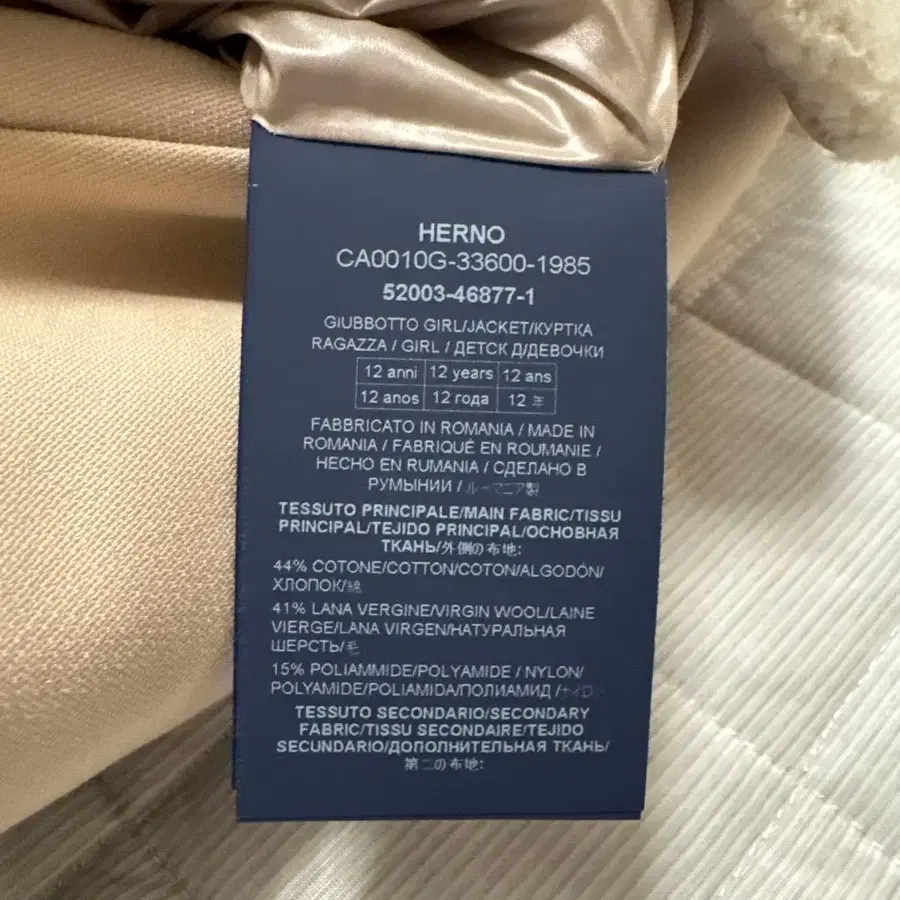 HERNO
CA0010G-33600-1985
52003-46877-1
GIUBBOTTO GIRL/JACKET/КУРТКА
RAGAZZA / GIRL / ДЕТСК Д/ДЕВОЧКИ
12 anni 12 years 12 ans
12 anos 12 года 12 年
FABBRICATO IN ROMANIA / MADE IN
ROMANIA / FABRIQUÉ EN ROUMANIE /
HECHO EN RUMANIA / СДЕЛАНО В
РУМЫНИИ / ルーマニア製
TESSUTO PRINCIPALE/MAIN FABRIC/TISSU
PRINCIPAL/TEJIDO PRINCIPAL/ОСНОВНАЯ
ТКАНЬ/外側の布地:
44% COTONE/COTTON/COTON/ALGODÓN/
ХЛОПОК/綿
41% LANA VERGINE/VIRGIN WOOL/LAINE
VIERGE/LANA VIRGEN/НАТУРАЛЬНАЯ
ШЕРСТЬ/毛
15% POLIAMMIDE/POLYAMIDE / NYLON/
POLYAMIDE/POLIAMIDA/ПОЛИАМИД /ナイロン
TESSUTO SECONDARIO/SECONDARY
FABRIC/TISSU SECONDAIRE/TEJIDO
SECUNDARIO/ДОПОЛНИТЕЛЬНАЯ ТКАНЬ/
第二の布地: